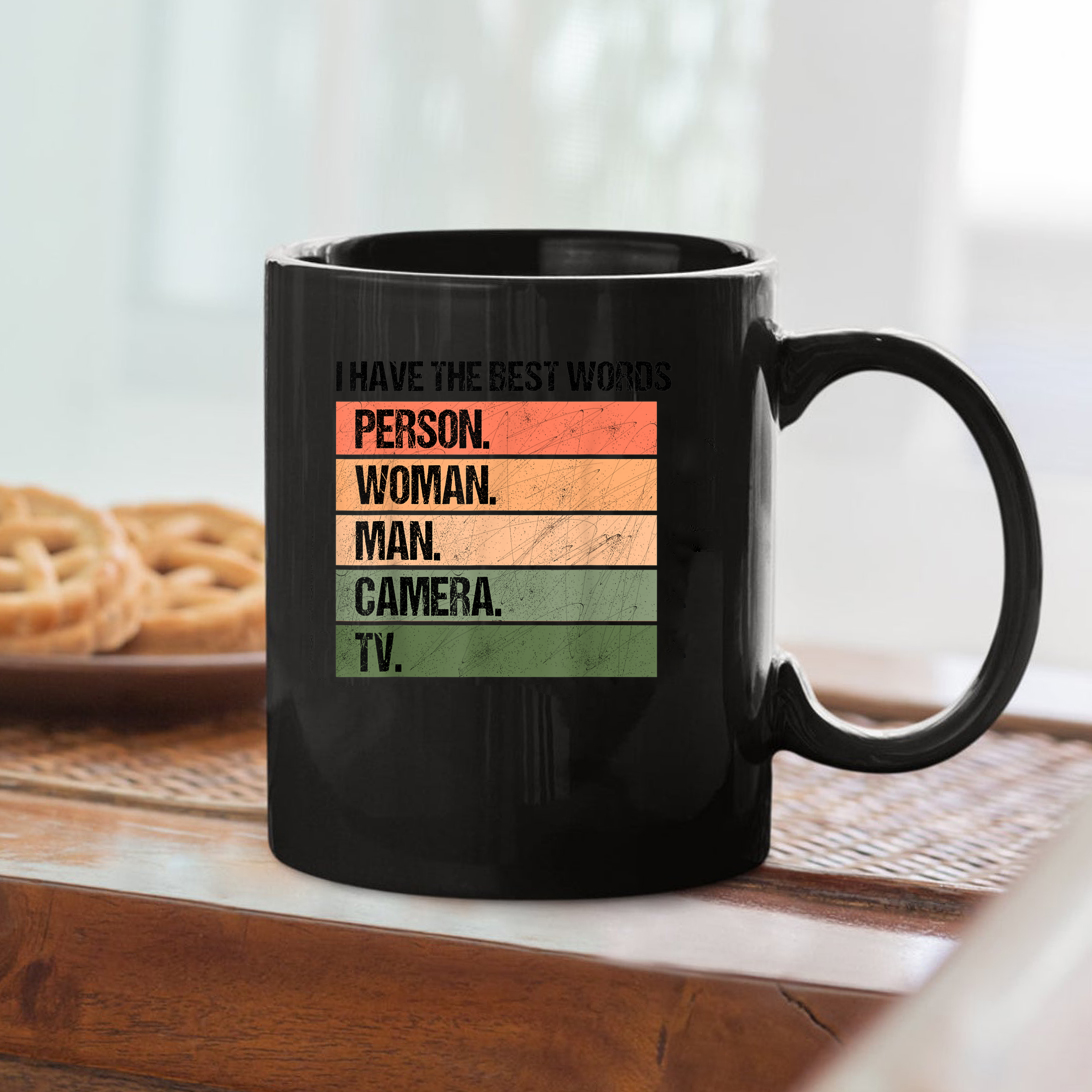 I HAVE THE BEST WORDS
PERSON.
WOMAN.
MAN.
CAMERA.
TV.